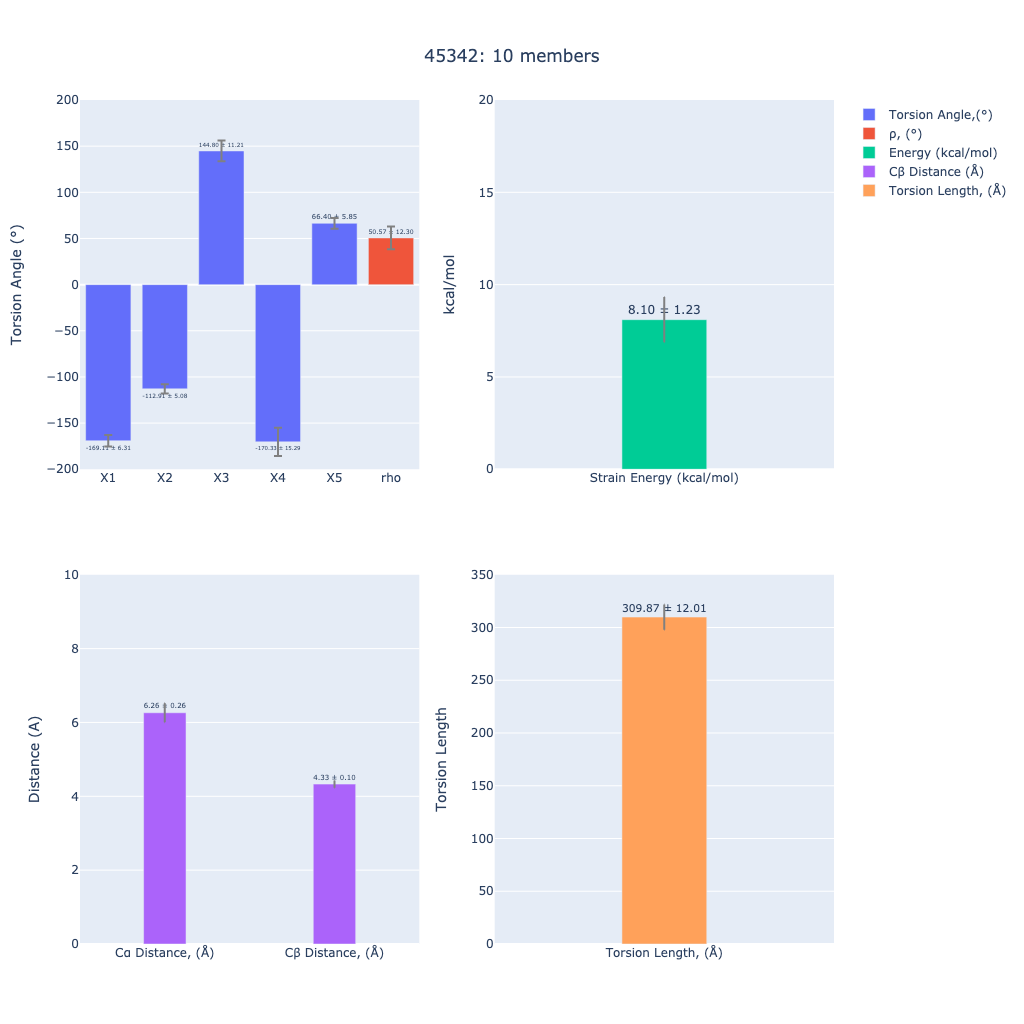 45342: 10 members
Torsion Angle (°)
200
150
100
50
0
−50
−100
−150
−200
144.80 ± 11.21
66.40 ± 5.85
50.57 ± 12.30
-112.91 ± 5.08
-169.11 ± 6.31
-170.33 ± 15.29
X1 X2 X3 X4 X5 rho
kcal/mol
20
15
10
5
0
8.10 ± 1.23
Strain Energy (kcal/mol)
Torsion Angle,(°)
ρ, (°)
Energy (kcal/mol)
Cβ Distance (Å)
Torsion Length, (Å)
Distance (A)
10
8
6
4
2
0
6.26 ± 0.26
4.33 ± 0.10
Cα Distance, (Å) Cβ Distance, (Å)
Torsion Length
350
300
250
200
150
100
50
0
309.87 ± 12.01
Torsion Length, (Å)